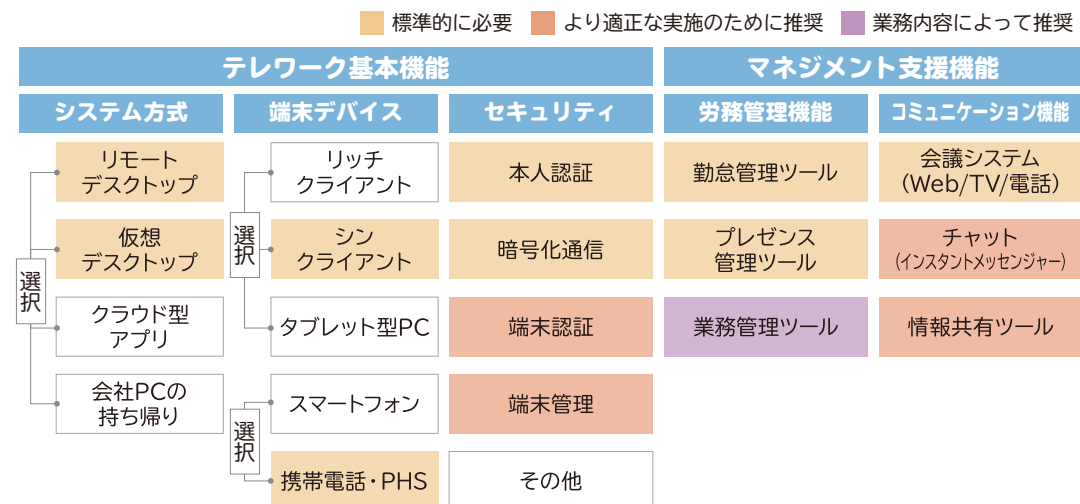 標準的に必要
より適正な実施のために推奨
業務内容によって推奨
テレワーク基本機能
マネジメント支援機能
システム方式
端末デバイス
セキュリティ
労務管理機能
コミュニケーション機能
選択
リモート
デスクトップ
仮想
デスクトップ
クラウド型
アプリ
会社PCの
持ち帰り
選択
リッチ
クライアント
シン
クライアント
タブレット型PC
選択
スマートフォン
携帯電話・PHS
本人認証
暗号化通信
端末認証
端末管理
その他
勤怠管理ツール
プレゼンス
管理ツール
業務管理ツール
会議システム
（Web/TV/電話）
チャット
（インスタントメッセンジャー）
情報共有ツール